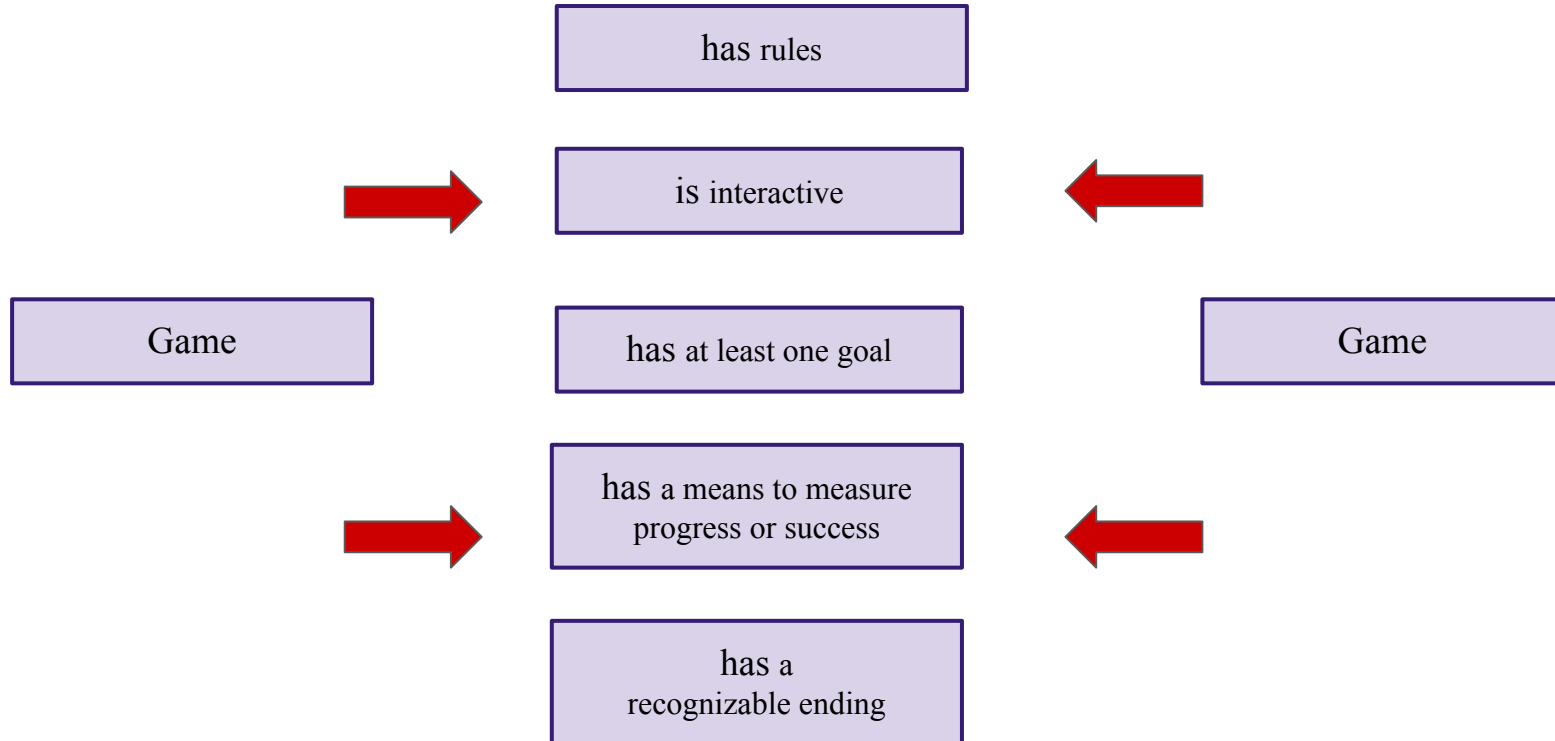 has rules
is interactive
Game
has at least one goal
Game
has a means to measure
progress or success
has a
recognizable ending